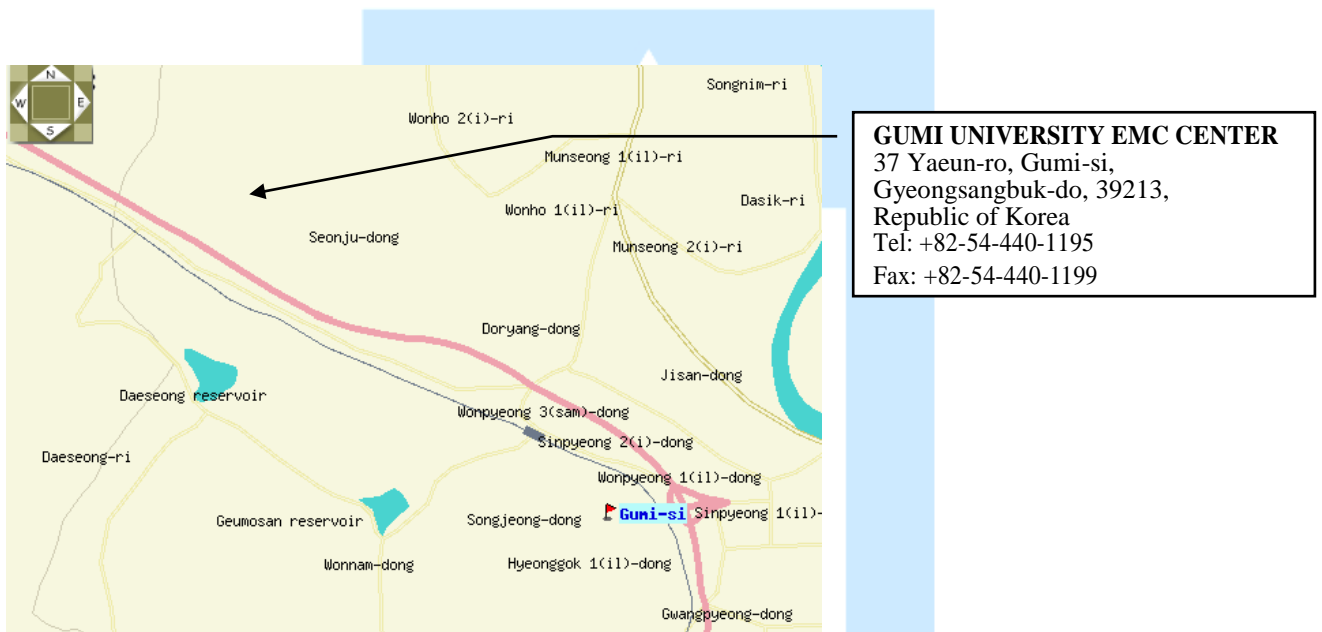 N
W
E
S
Songnim-ri
Wonho 2(i)-ri
Munseong 1(il)-ri
Dasik-ri
Wonho 1(il)-ri
Seonju-dong
Munseong 2(i)-ri
Doryang-dong
Jisan-dong
Daeseong reservoir
Wonpyeong 3(sam)-dong
Sinpyeong 2(i)-dong
Daeseong-ri
Wonpyeong 1(il)-dong
Geumosan reservoir
Songjeong-dong
Gumi-si
Sinpyeong 1(il)-
Wonnam-dong
Hyeonggok 1(il)-dong
Gwangpyeong-dong
GUMI UNIVERSITY EMC CENTER
37 Yaeun-ro, Gumi-si,
Gyeongsangbuk-do, 39213,
Republic of Korea
Tel: +82-54-440-1195
Fax: +82-54-440-1199